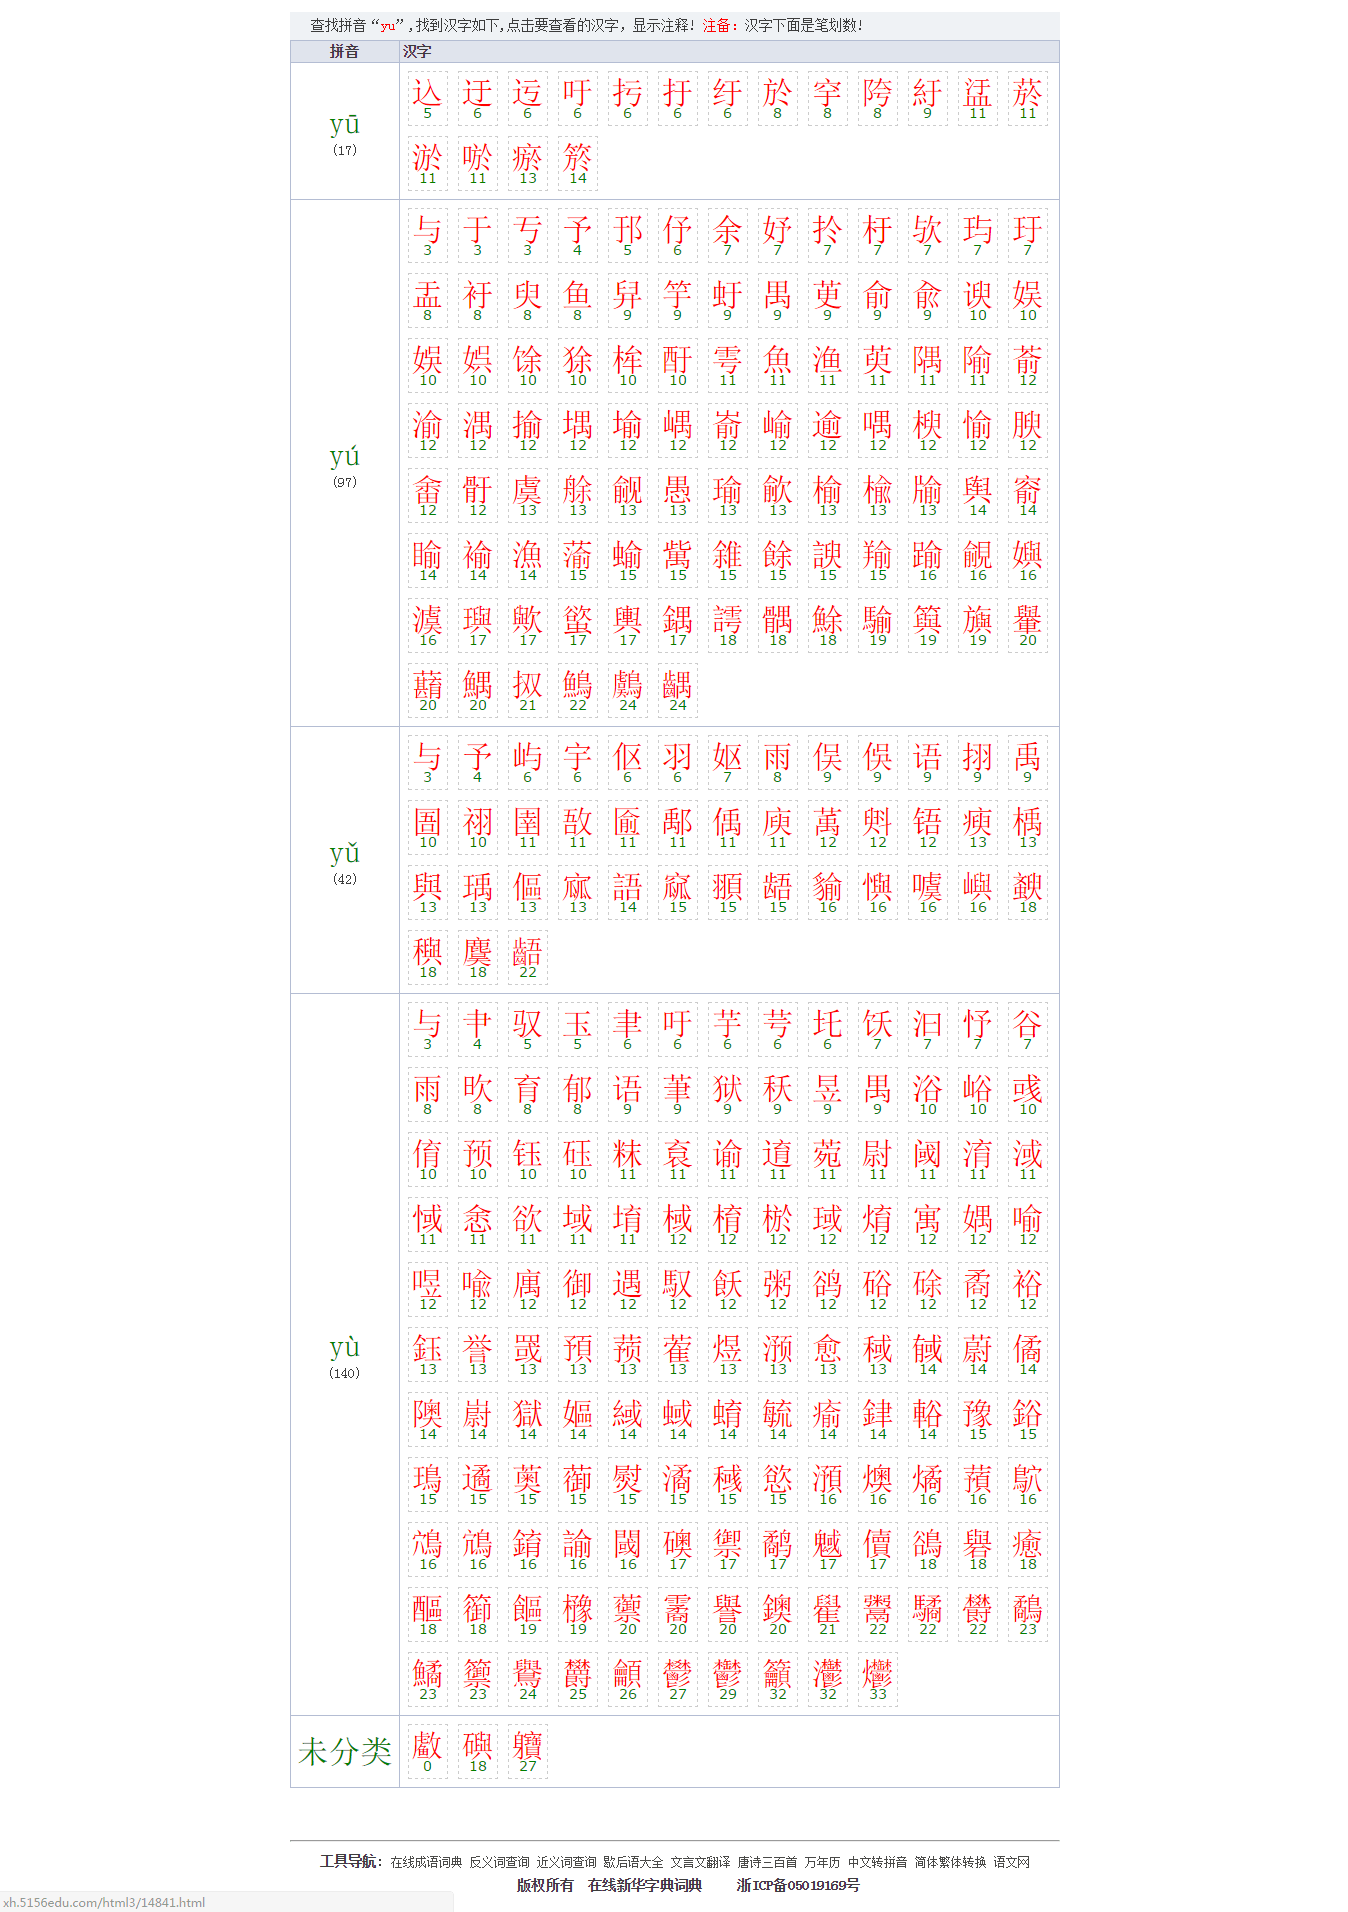 查找拼音“yu”,找到汉字如下,点击要查看的汉字，显示注释! 注备：汉字下面是笔划数!
拼音 汉字
yū
(17)
込 迂 迃 吁 扝 扜 纡 於 穻 陓 紆 菸
5 6 6 6 6 6 6 8 8 8 9 11 11
淤 唹 瘀 箊
11 11 13 14
yú
(97)
与 于 亐 予 邘 伃 余 妤 扵 杅 欤 玙 玗
3 3 3 4 5 6 7 7 7 7 7 7 7
盂 衧 臾 鱼 舁 竽 虶 禺 萸 俞 兪 谀 娱
8 8 8 8 9 9 9 9 9 9 9 10 10
娛 娯 馀 狳 桙 酑 雩 魚 渔 萸 隅 隃 萮
10 10 10 10 10 10 11 11 11 11 11 11 12
渝 湡 揄 堣 堬 嵎 嵛 崳 逾 喁 楰 愉 腴
12 12 12 12 12 12 12 12 12 12 12 12 12
畬 骬 虞 艅 觎 愚 瑜 歈 榆 楡 牏 舆 窬
12 12 13 13 13 13 13 13 13 13 13 14 14
睮 褕 漁 蕍 蝓 雓 餘 諛 羭 踰 覦 嬩
14 14 14 15 15 15 15 15 15 15 16 16 16
澞 璵 歟 螸 輿 鍝 謣 髃 鮽 騟 籅 旟 轝
16 17 17 17 17 17 18 18 18 19 19 19 20
蘛 鰅 扠 鷠 鸆 齵
20 20 21 22 24 24
yǔ
(42)
与 予 屿 宇 伛 羽 妪 雨 俣 俁 语 挧 禹
3 4 6 6 6 6 7 8 9 9 9 9 9
圄 祤 圉 敔 匬 鄅 偊 庾 萭 斞 铻 瘐 楀
10 10 11 11 11 11 11 11 12 12 12 13 13
與 瑀 傴 寙 語 窳 頨 龉 貐 懙 噳 嶼 斔
13 13 13 13 14 15 15 15 16 16 16 16 18
穥 麌 齬
18 18 22
yù
(140)
与 肀 驭 玉 聿 吁 芋 芌 圫 饫 汩 忬 谷
3 4 5 5 6 6 6 6 6 7 7 7 7
雨 欥 育 郁 语 茟 狱 秗 昱 禺 浴 峪 彧
8 8 8 8 9 9 9 9 9 9 10 10 10
俼 预 钰 砡 粖 袬 谕 逳 菀 尉 阈 淯 淢
10 10 10 10 11 11 11 11 11 11 11 11 11
悈 悆 欲 域 堉 棫 棛 棜 琙 焴 寓 媀 喻
11 11 11 11 11 12 12 12 12 12 12 12 12
喅 喩 庽 御 遇 馭 飫 粥 鹆 硲 硢 矞 裕
12 12 12 12 12 12 12 12 12 12 12 12 12
鈺 誉 罭 預 蓣 蒮 煜 滪 愈 稢 蜮 蔚 僪
13 13 13 13 13 13 13 13 13 13 14 14 14
隩 嶎 獄 嫗 緎 蜮 蜟 毓 瘉 銉 輍 豫 鋊
14 14 14 14 14 14 14 14 14 14 14 15 15
鳿 遹 薁 蓹 熨 潏 稶 慾 澦 燠 燏 蕷 鴥
15 15 15 15 15 15 15 15 16 16 16 16 16
鴧 鴪 錥 諭 閾 礇 禦 鹬 魊 儥 鵒 礜 癒
16 16 16 16 16 17 17 17 17 17 18 18 18
醧 篽 饇 櫲 蘌 霱 譽 鐭 鬻 驈 欝 鷸
18 18 19 19 20 20 20 20 21 22 22 22 23
鱊 籞 鸒 欎 龥 鬰 鬱 籲 灪 爩
23 23 24 25 26 27 29 32 32 33
未分类
歔 礖 軉
0 18 27
工具导航： 在线成语词典 反义词查询 近义词查询 歇后语大全 文言文翻译 唐诗三百首 万年历 中文转拼音 简体繁体转换 语文网
版权所有 在线新华字典词典 浙ICP备05019169号
xh.5156edu.com/html3/14841.html